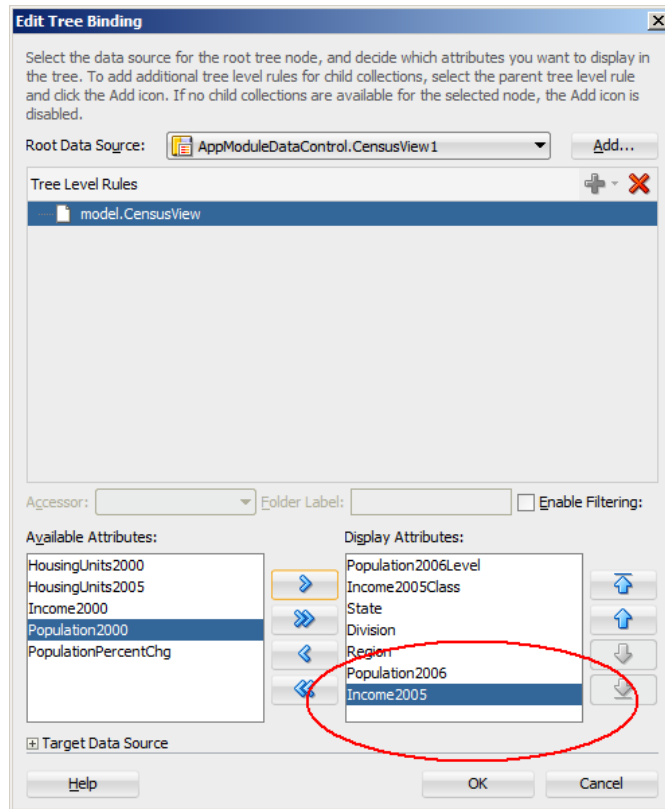 Edit Tree Binding
Select the data source for the root tree node, and decide which attributes you want to display in
the tree. To add additional tree level rules for child collections, select the parent tree level rule
and click the Add icon. If no child collections are available for the selected node, the Add icon is
disabled.
Root Data Source: AppModuleDataControl.CensusView1 Add...
Tree Level Rules
model.CensusView
Accessor: Folder Label: Enable Filtering:
Available Attributes:
HousingUnits2000
HousingUnits2005
Income2000
Population2000
PopulationPercentChg
Display Attributes:
Population2006Level
Income2005Class
State
Division
Region
Population2006
Income2005
Target Data Source
Help OK Cancel